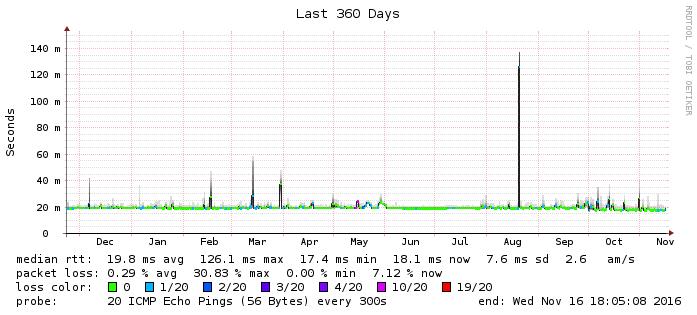 Last 360 Days
RRDTOOL / TOBI OETIKER
Seconds
140 m
120 m
100 m
80 m
60 m
40 m
20 m
0
Dec Jan Feb Mar Apr May Jun Jul Aug Sep Oct Nov
median rtt: 19.8 ms avg 126.1 ms max 17.4 ms min 18.1 ms now 7.6 ms sd 2.6 am/s
packet loss: 0.29 % avg 30.83 % max 0.00 % min 7.12 % now
loss color: 0 1/20 2/20 3/20 4/20 10/20 19/20
probe: 20 ICMP Echo Pings (56 Bytes) every 300s end: Wed Nov 16 18:05:08 2016